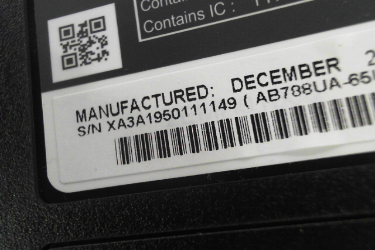 Contains IC :
MANUFACTURED: DECEMBER
S/N XA3A1950111149 ( AB788UA-65